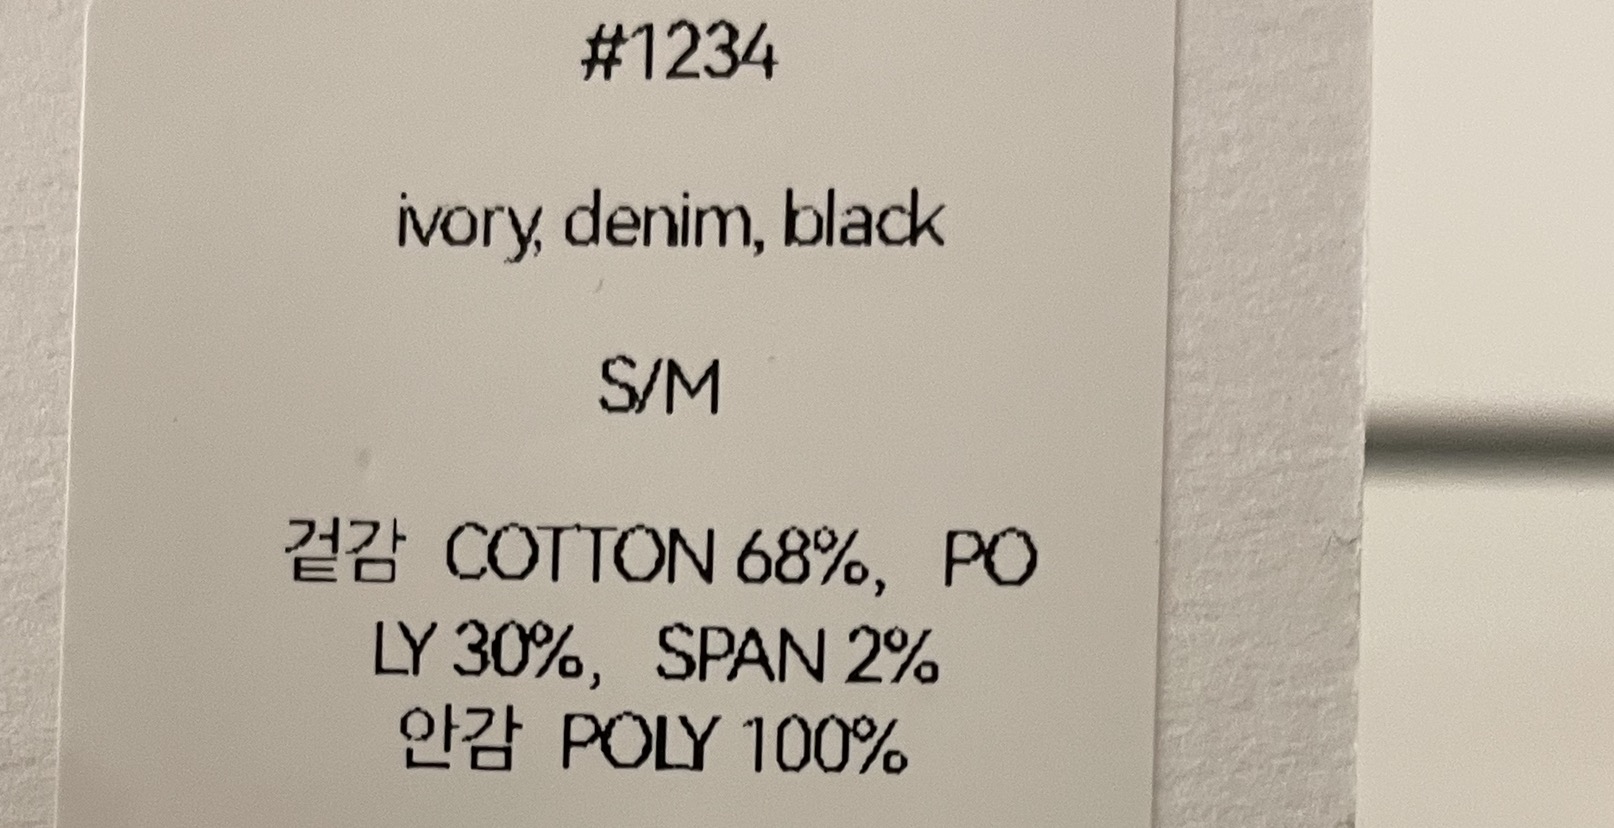 #1234
ivory, denim, black
S/M
겉감 COTTON 68%, PO
LY 30%, SPAN 2%
안감 POLY 100%